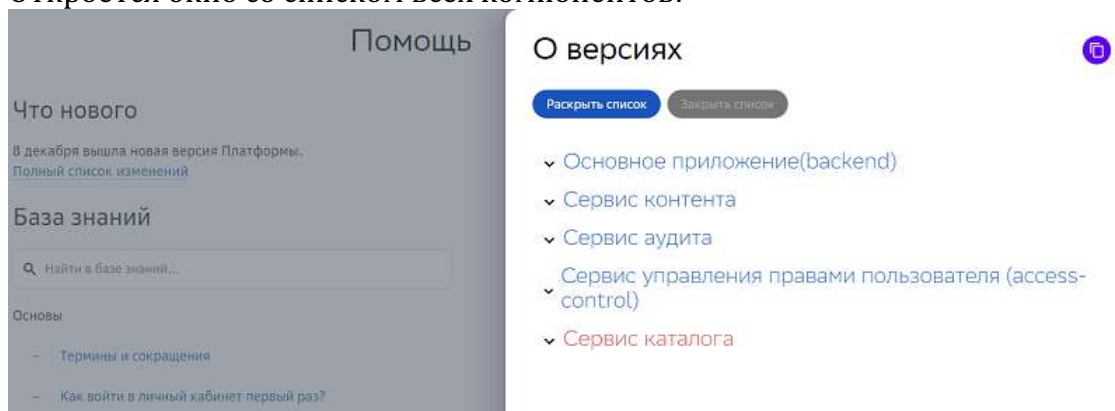 Откроется окно со списком всех компонентов:
Помощь
Что нового
8 декабря вышла новая версия Платформы.
Полный список изменений
База знаний
Найти в базе знаний...
Основы
– Термины и сокращения
– Как войти в личный кабинет первый раз?
О версиях
Раскрыть список
Закрыть список
Основное приложение(backend)
Сервис контента
Сервис аудита
Сервис управления правами пользователя (access-
control)
Сервис каталога